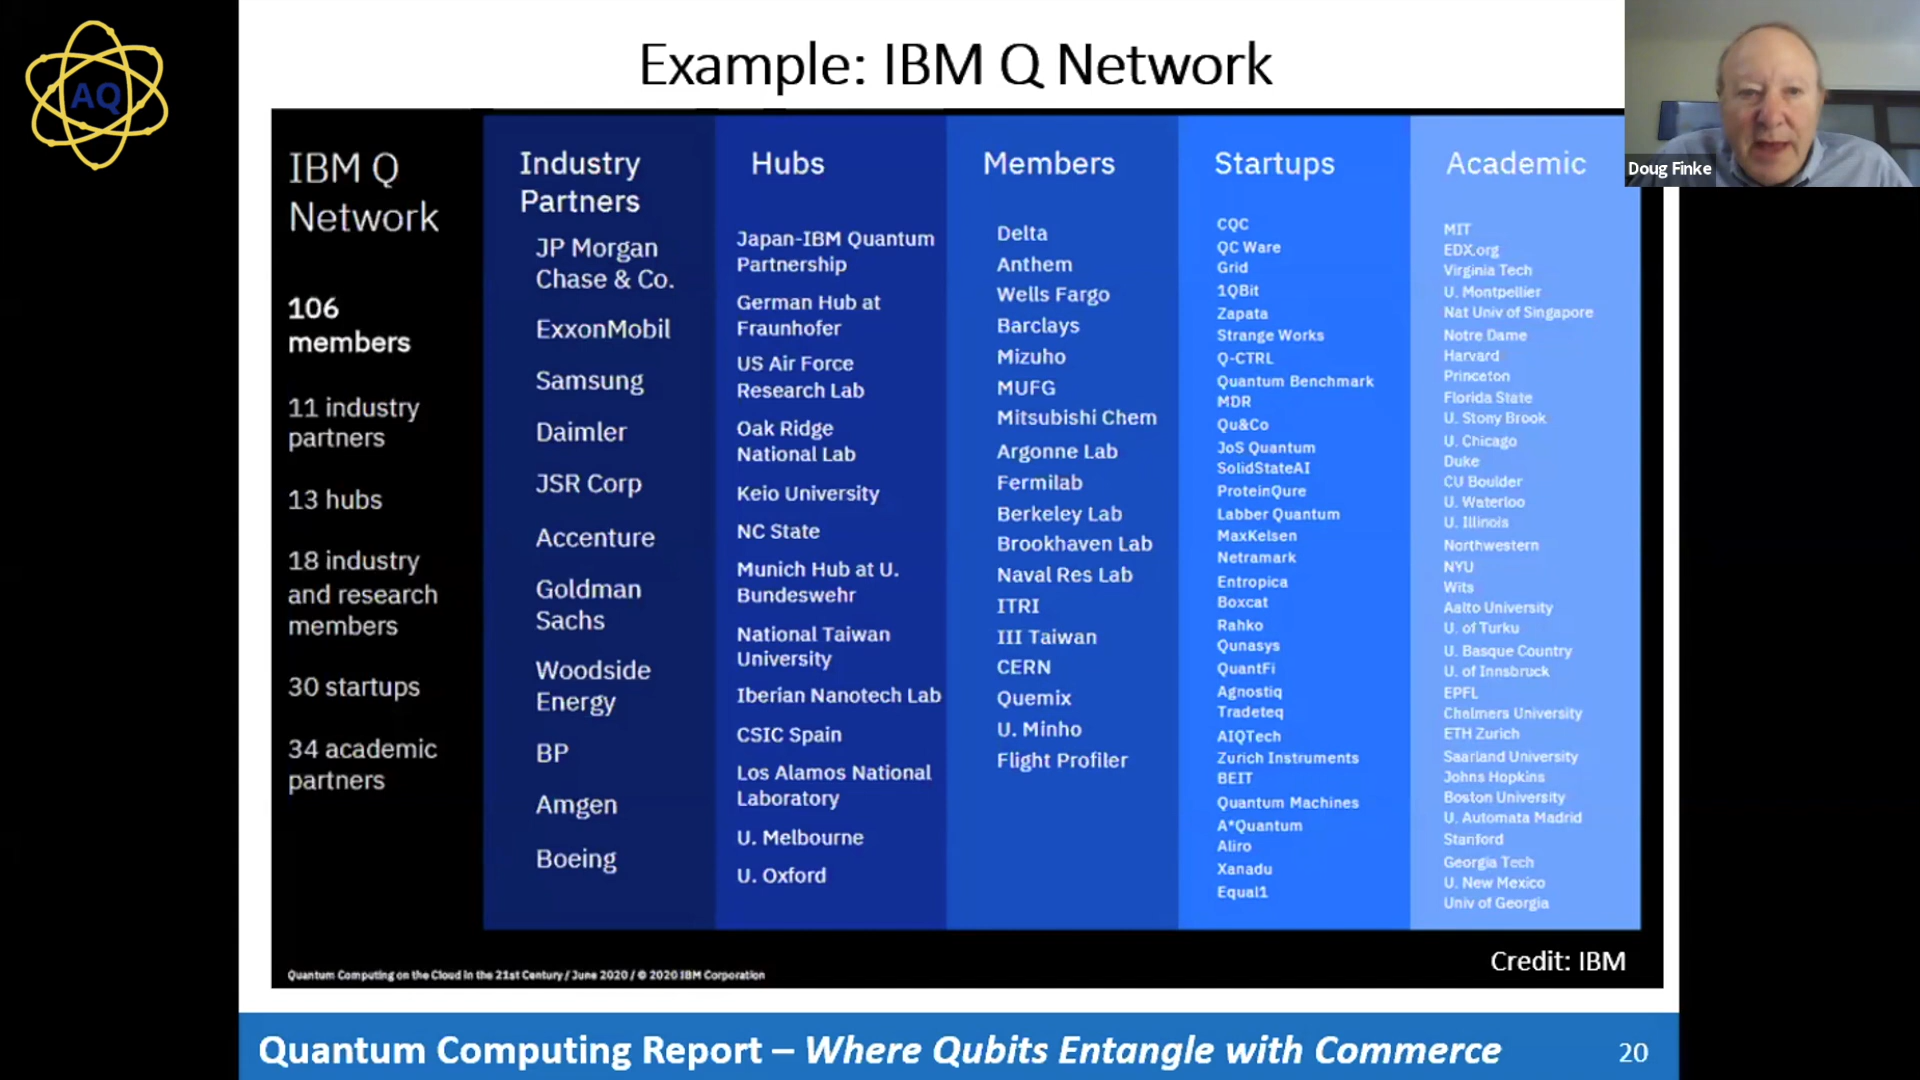 AQ
Example: IBM Q Network
Doug Finke
IBM Q
Network
106
members
11 industry
partners
13 hubs
18 industry
and research
members
30 startups
34 academic
partners
Industry
Partners
JP Morgan
Chase & Co.
ExxonMobil
Samsung
Daimler
JSR Corp
Accenture
Goldman
Sachs
Woodside
Energy
BP
Amgen
Boeing
Hubs
Japan-IBM Quantum
Partnership
German Hub at
Fraunhofer
US Air Force
Research Lab
Oak Ridge
National Lab
Keio University
NC State
Munich Hub at U.
Bundeswehr
National Taiwan
University
Iberian Nanotech Lab
CSIC Spain
Los Alamos National
Laboratory
U. Melbourne
U. Oxford
Members
Delta
Anthem
Wells Fargo
Barclays
Mizuho
MUFG
Mitsubishi Chem
Argonne Lab
Fermilab
Berkeley Lab
Brookhaven Lab
Naval Res Lab
ITRI
III Taiwan
CERN
Quemix
U. Minho
Flight Profiler
Startups
CQC
QC Ware
Grid
1QBit
Zapata
Strange Works
Q-CTRL
Quantum Benchmark
MDR
Qu&Co
JoS Quantum
SolidStateAI
ProteinQure
Labber Quantum
MaxKelsen
Netramark
Entropica
Boxcat
Rahko
Qunasys
QuantFi
Agnostiq
Tradeteq
AIQTech
Zurich Instruments
BEIT
Quantum Machines
A*Quantum
Aliro
Xanadu
Equal1
Academic
MIT
EDX.org
Virginia Tech
U. Montpellier
Nat Univ of Singapore
Notre Dame
Harvard
Princeton
Florida State
U. Stony Brook
U. Chicago
Duke
CU Boulder
U. Waterloo
U. Illinois
Northwestern
NYU
Wits
Aalto University
U. of Turku
U. Basque Country
U. of Innsbruck
EPFL
Chalmers University
ETH Zurich
Saarland University
Johns Hopkins
Boston University
U. Automata Madrid
Stanford
Georgia Tech
U. New Mexico
Univ of Georgia
Quantum Computing on the Cloud in the 21st Century / June 2020 / © 2020 IBM Corporation
Credit: IBM
Quantum Computing Report – Where Qubits Entangle with Commerce
20